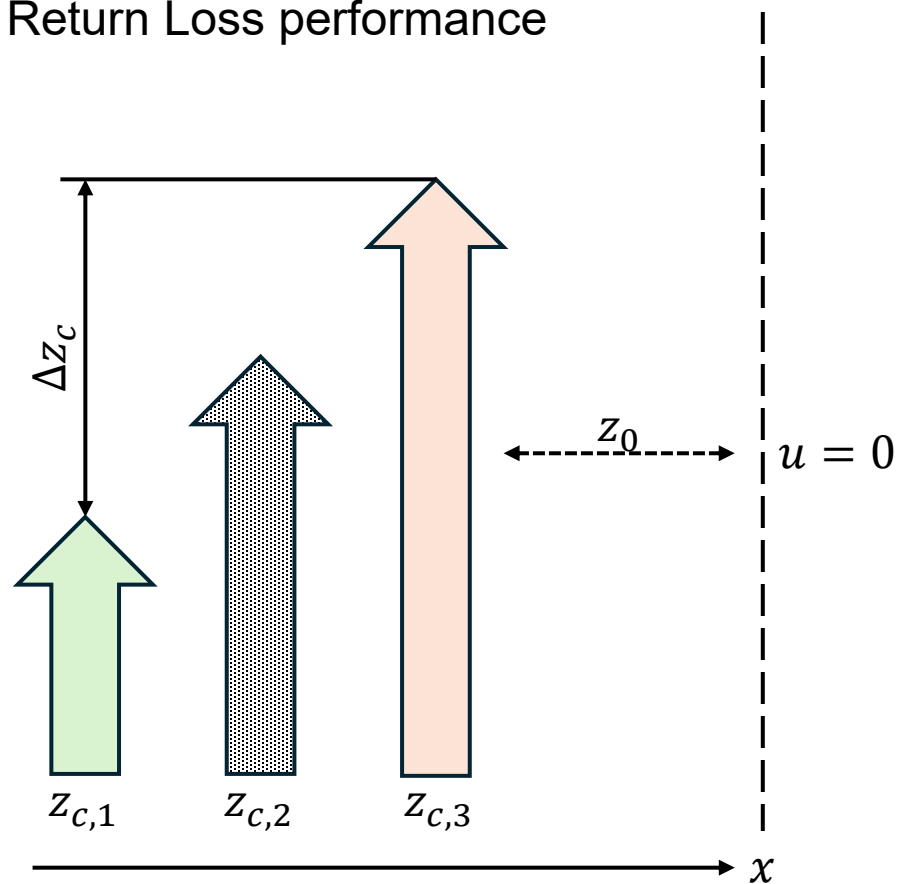 Return Loss performance
Δz_c
z_0
u = 0
z_{c,1}
z_{c,2}
z_{c,3}
x